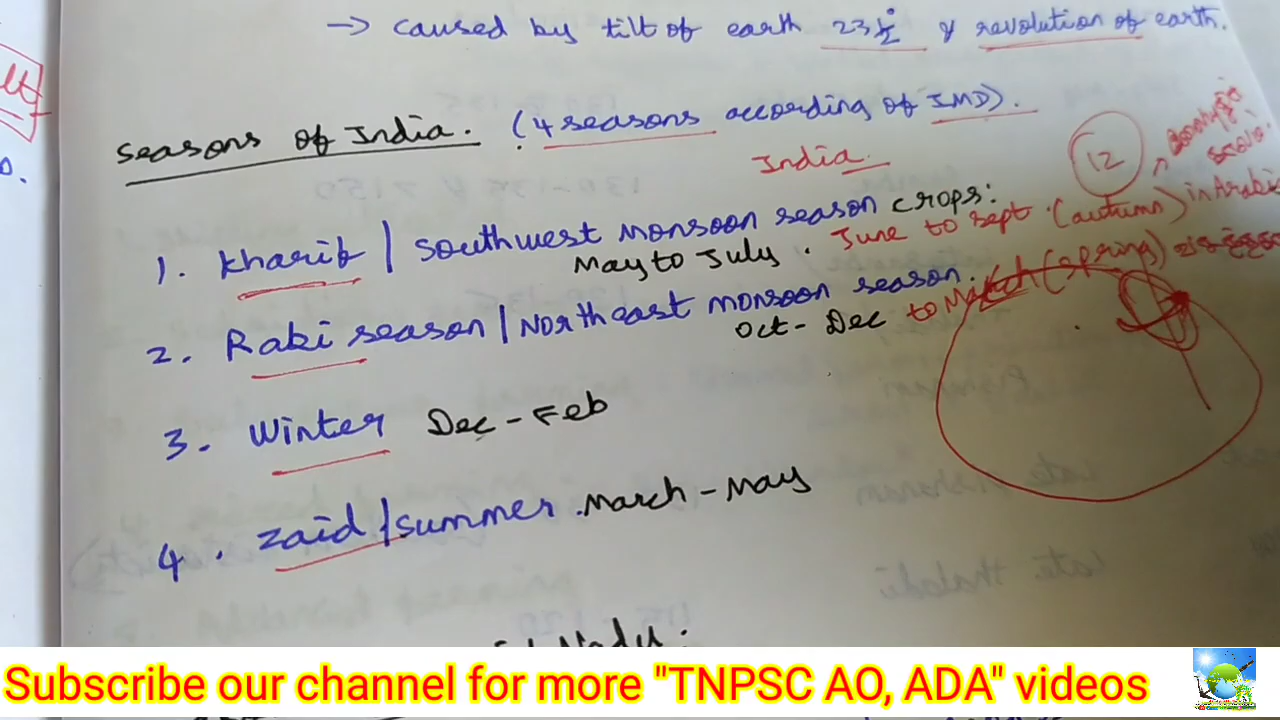 → caused by tilt of earth 23½° & revolution of earth.
Seasons of India. (4 seasons according of IMD).
India.
12
1. Kharif | Southwest monsoon season crops:
May to July. June to Sept. (autumn) in Arabic
2. Rabi season | Northeast monsoon season.
Oct - Dec to March (spring)
3. Winter Dec - Feb
4. Zaid | Summer. March - May
Subscribe our channel for more "TNPSC AO, ADA" videos